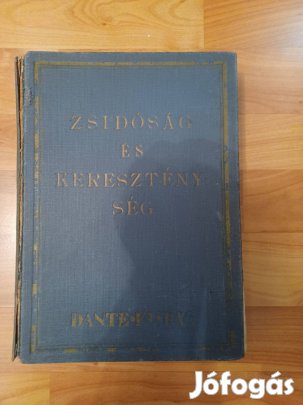 ZSIDÓSÁG
ÉS
KERESZTÉNY
SÉG
DANTE
Jófogás